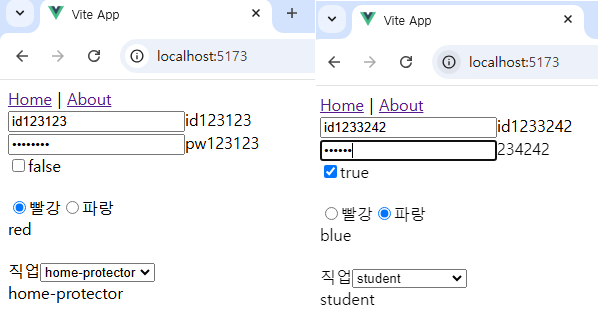 Vite App
localhost:5173
Home | About
id123123 id123123
•••••••• pw123123
false
빨강 파랑
red
직업 home-protector
home-protector
Vite App
localhost:5173
Home | About
id1233242 id1233242
•••••• 234242
true
빨강 파랑
blue
직업 student
student